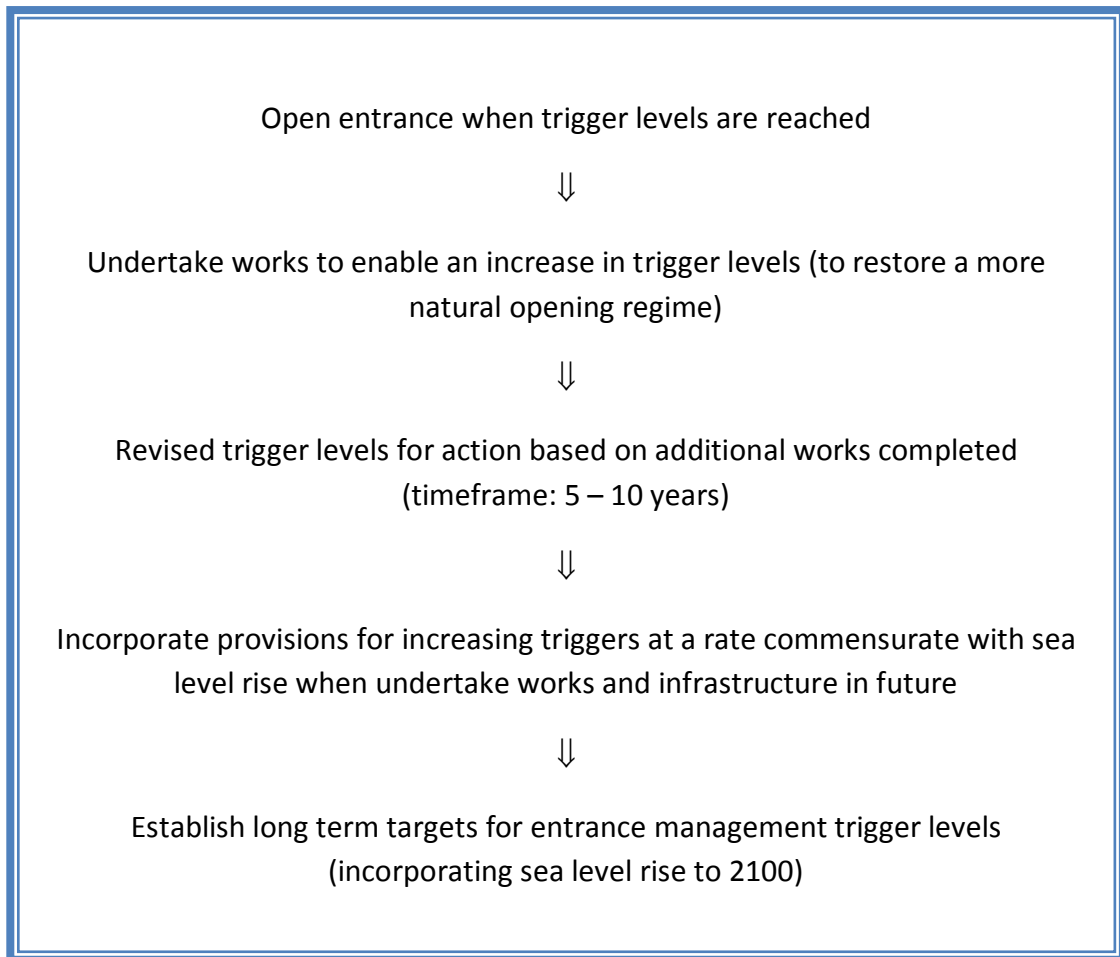 Open entrance when trigger levels are reached
⇓
Undertake works to enable an increase in trigger levels (to restore a more
natural opening regime)
⇓
Revised trigger levels for action based on additional works completed
(timeframe: 5 – 10 years)
⇓
Incorporate provisions for increasing triggers at a rate commensurate with sea
level rise when undertake works and infrastructure in future
⇓
Establish long term targets for entrance management trigger levels
(incorporating sea level rise to 2100)